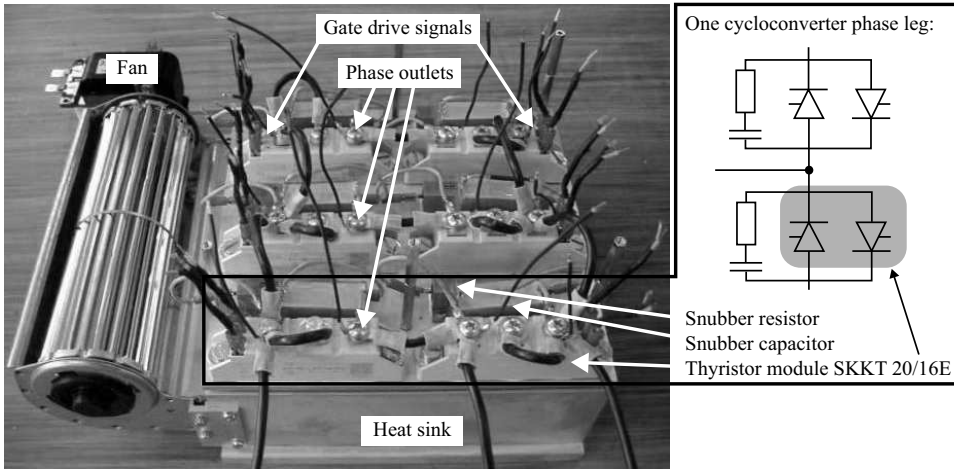 Gate drive signals
Fan
Phase outlets
Heat sink
One cycloconverter phase leg:
Snubber resistor
Snubber capacitor
Thyristor module SKKT 20/16E